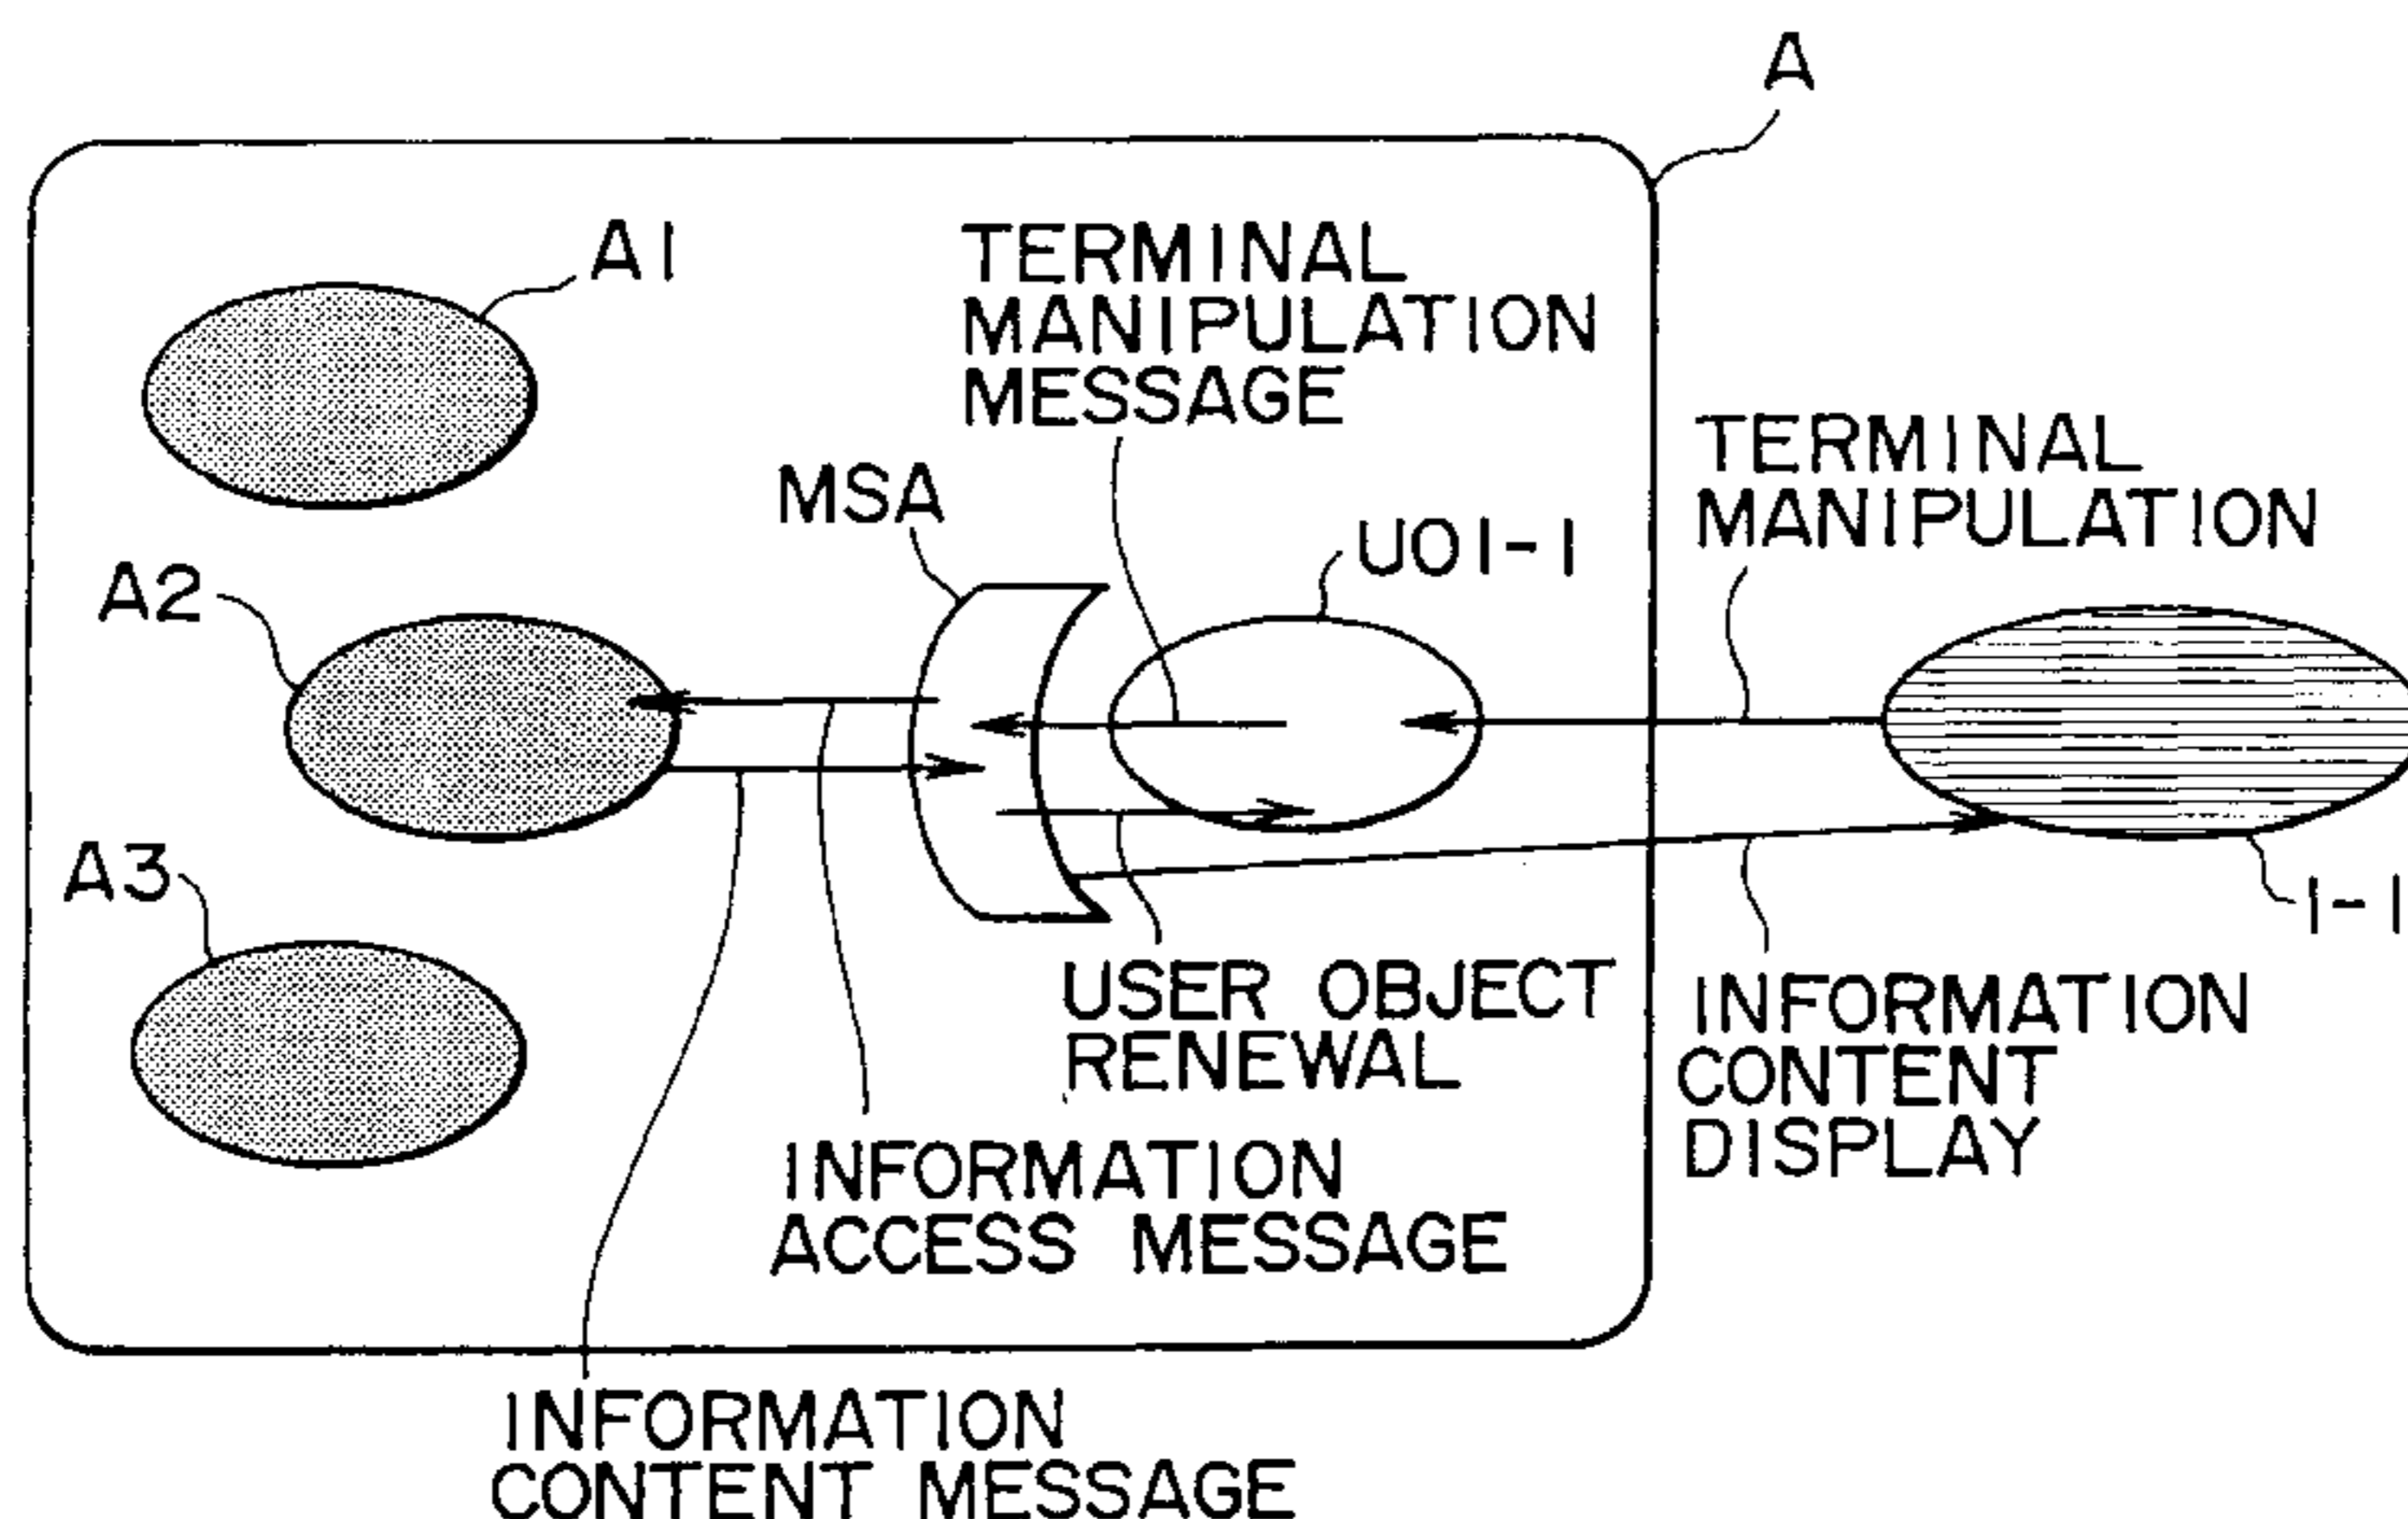 A
A1
TERMINAL
MANIPULATION
MESSAGE
TERMINAL
MANIPULATION
MSA
UO1-1
A2
A3
1-1
USER OBJECT
RENEWAL
INFORMATION
CONTENT
DISPLAY
INFORMATION
ACCESS MESSAGE
INFORMATION
CONTENT MESSAGE